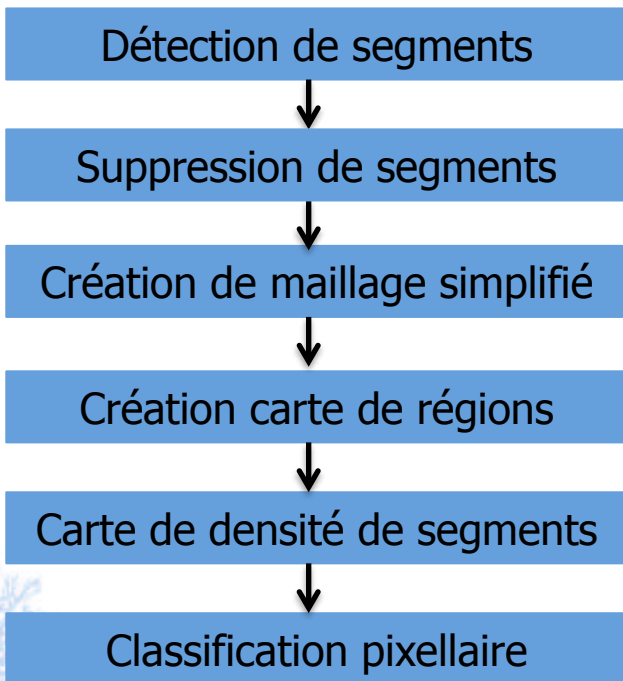 Détection de segments
Suppression de segments
Création de maillage simplifié
Création carte de régions
Carte de densité de segments
Classification pixellaire